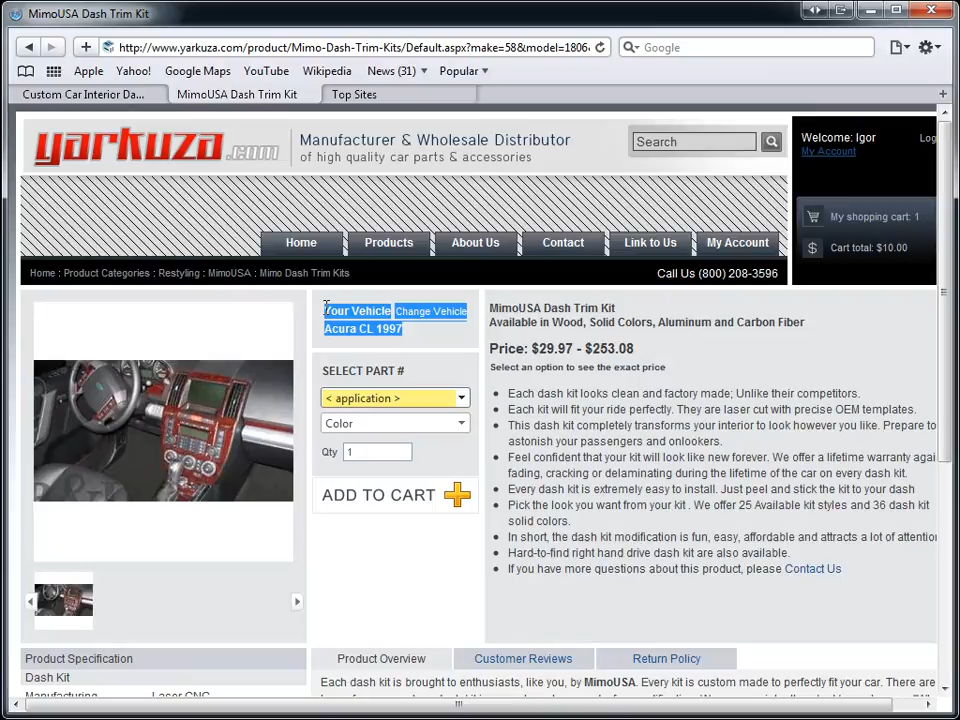 MimoUSA Dash Trim Kit
http://www.yarkuza.com/product/Mimo-Dash-Trim-Kits/Default.aspx?make=58&model=1806
Google
Apple Yahoo! Google Maps YouTube Wikipedia News (31) Popular
Custom Car Interior Da...
MimoUSA Dash Trim Kit
Top Sites
yarkuza.com
Manufacturer & Wholesale Distributor
of high quality car parts & accessories
Search
Welcome: Igor
Log
My Account
My shopping cart: 1
Cart total: $10.00
Home Products About Us Contact Link to Us My Account
Home : Product Categories : Restyling : MimoUSA : Mimo Dash Trim Kits
Call Us (800) 208-3596
Your Vehicle Change Vehicle
Acura CL 1997
SELECT PART #
< application >
Color
Qty 1
ADD TO CART
MimoUSA Dash Trim Kit
Available in Wood, Solid Colors, Aluminum and Carbon Fiber
Price: $29.97 - $253.08
Select an option to see the exact price
Each dash kit looks clean and factory made; Unlike their competitors.
Each kit will fit your ride perfectly. They are laser cut with precise OEM templates.
This dash kit completely transforms your interior to look however you like. Prepare to
astonish your passengers and onlookers.
Feel confident that your kit will look like new forever. We offer a lifetime warranty agai
fading, cracking or delaminating during the lifetime of the car on every dash kit.
Every dash kit is extremely easy to install. Just peel and stick the kit to your dash
Pick the look you want from your kit . We offer 25 Available kit styles and 36 dash kit
solid colors.
In short, the dash kit modification is fun, easy, affordable and attracts a lot of attention
Hard-to-find right hand drive dash kit are also available.
If you have more questions about this product, please Contact Us
Product Specification
Dash Kit
Manufacturing Laser CNC
Product Overview Customer Reviews Return Policy
Each dash kit is brought to enthusiasts, like you, by MimoUSA. Every kit is custom made to perfectly fit your car. There are